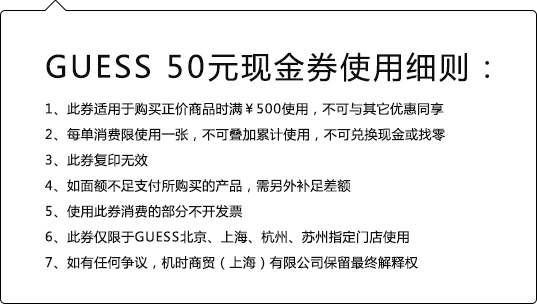 GUESS 50元现金券使用细则：
1、此券适用于购买正价商品时满￥500使用，不可与其它优惠同享
2、每单消费限使用一张，不可叠加累计使用，不可兑换现金或找零
3、此券复印无效
4、如面额不足支付所购买的产品，需另外补足差额
5、使用此券消费的部分不开发票
6、此券仅限于GUESS北京、上海、杭州、苏州指定门店使用
7、如有任何争议，机时商贸（上海）有限公司保留最终解释权